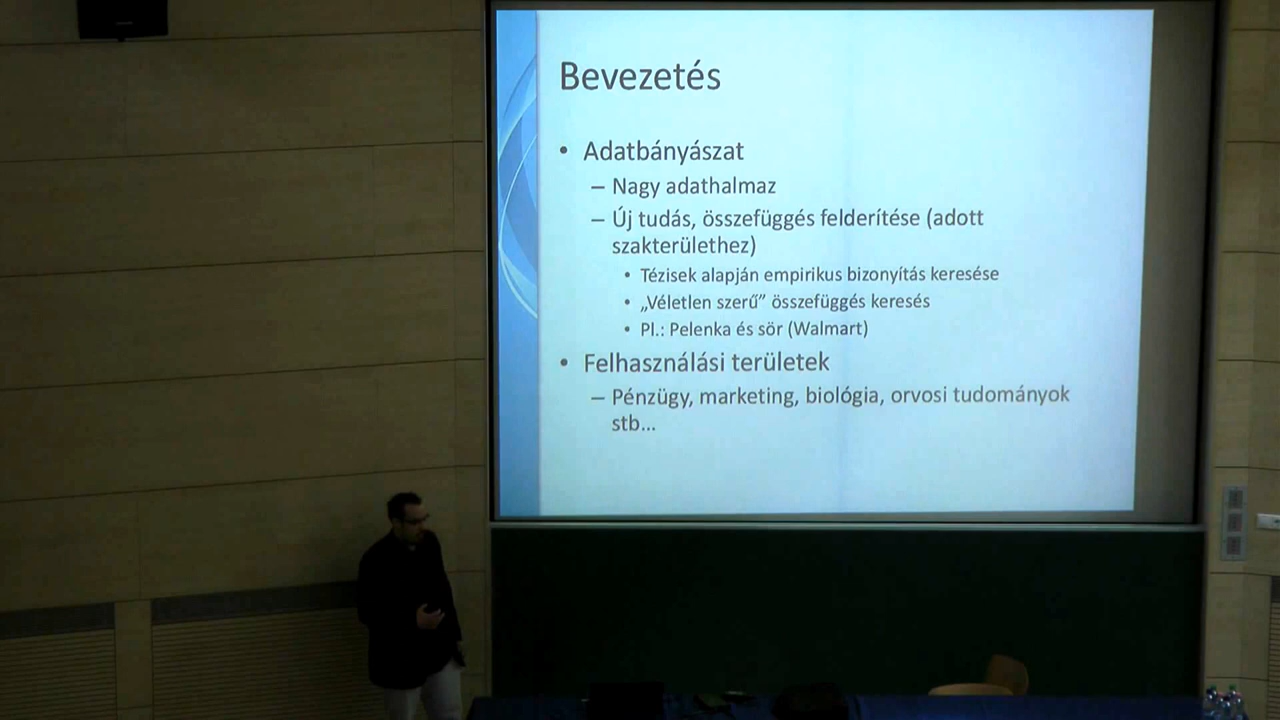 Bevezetés
• Adatbányászat
– Nagy adathalmaz
– Új tudás, összefüggés felderítése (adott
szakterülethez)
• Tézisek alapján empirikus bizonyítás keresése
• „Véletlen szerű” összefüggés keresés
• Pl.: Pelenka és sör (Walmart)
• Felhasználási területek
– Pénzügy, marketing, biológia, orvosi tudományok
stb...